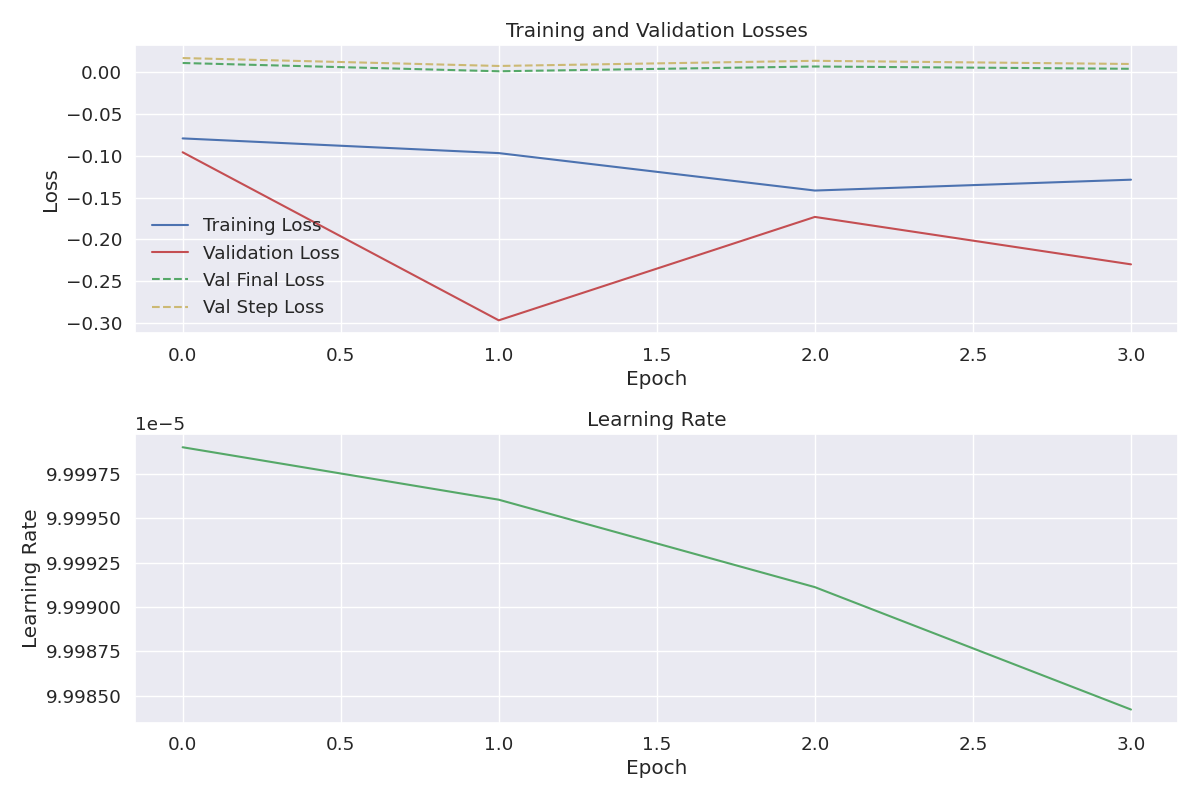 Training and Validation Losses
0.00
−0.05
−0.10
−0.15
−0.20
−0.25
−0.30
Loss
Training Loss
Validation Loss
Val Final Loss
Val Step Loss
0.0 0.5 1.0 1.5 2.0 2.5 3.0
Epoch
Learning Rate
1e−5
9.99975
9.99950
9.99925
9.99900
9.99875
9.99850
Learning Rate
0.0 0.5 1.0 1.5 2.0 2.5 3.0
Epoch